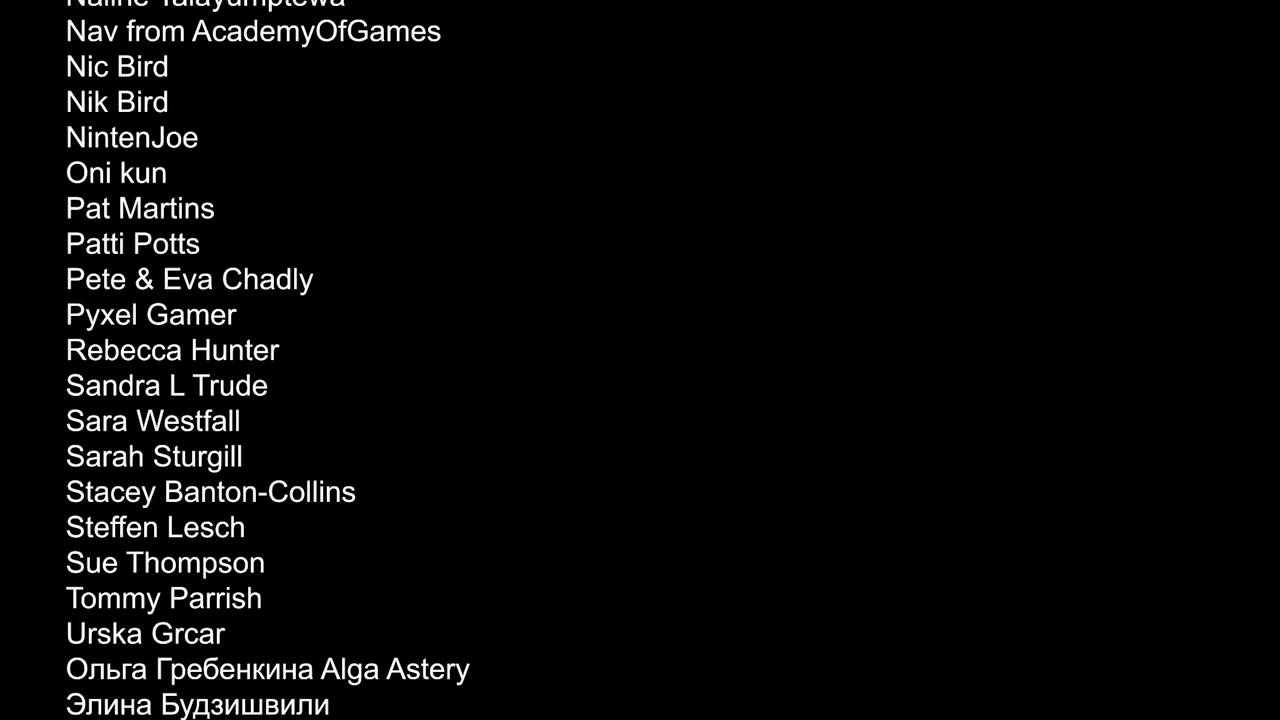 Naline Talayumptewa
Nav from AcademyOfGames
Nic Bird
Nik Bird
NintenJoe
Oni kun
Pat Martins
Patti Potts
Pete & Eva Chadly
Pyxel Gamer
Rebecca Hunter
Sandra L Trude
Sara Westfall
Sarah Sturgill
Stacey Banton-Collins
Steffen Lesch
Sue Thompson
Tommy Parrish
Urska Grcar
Ольга Гребенкина Alga Astery
Элина Будзишвили